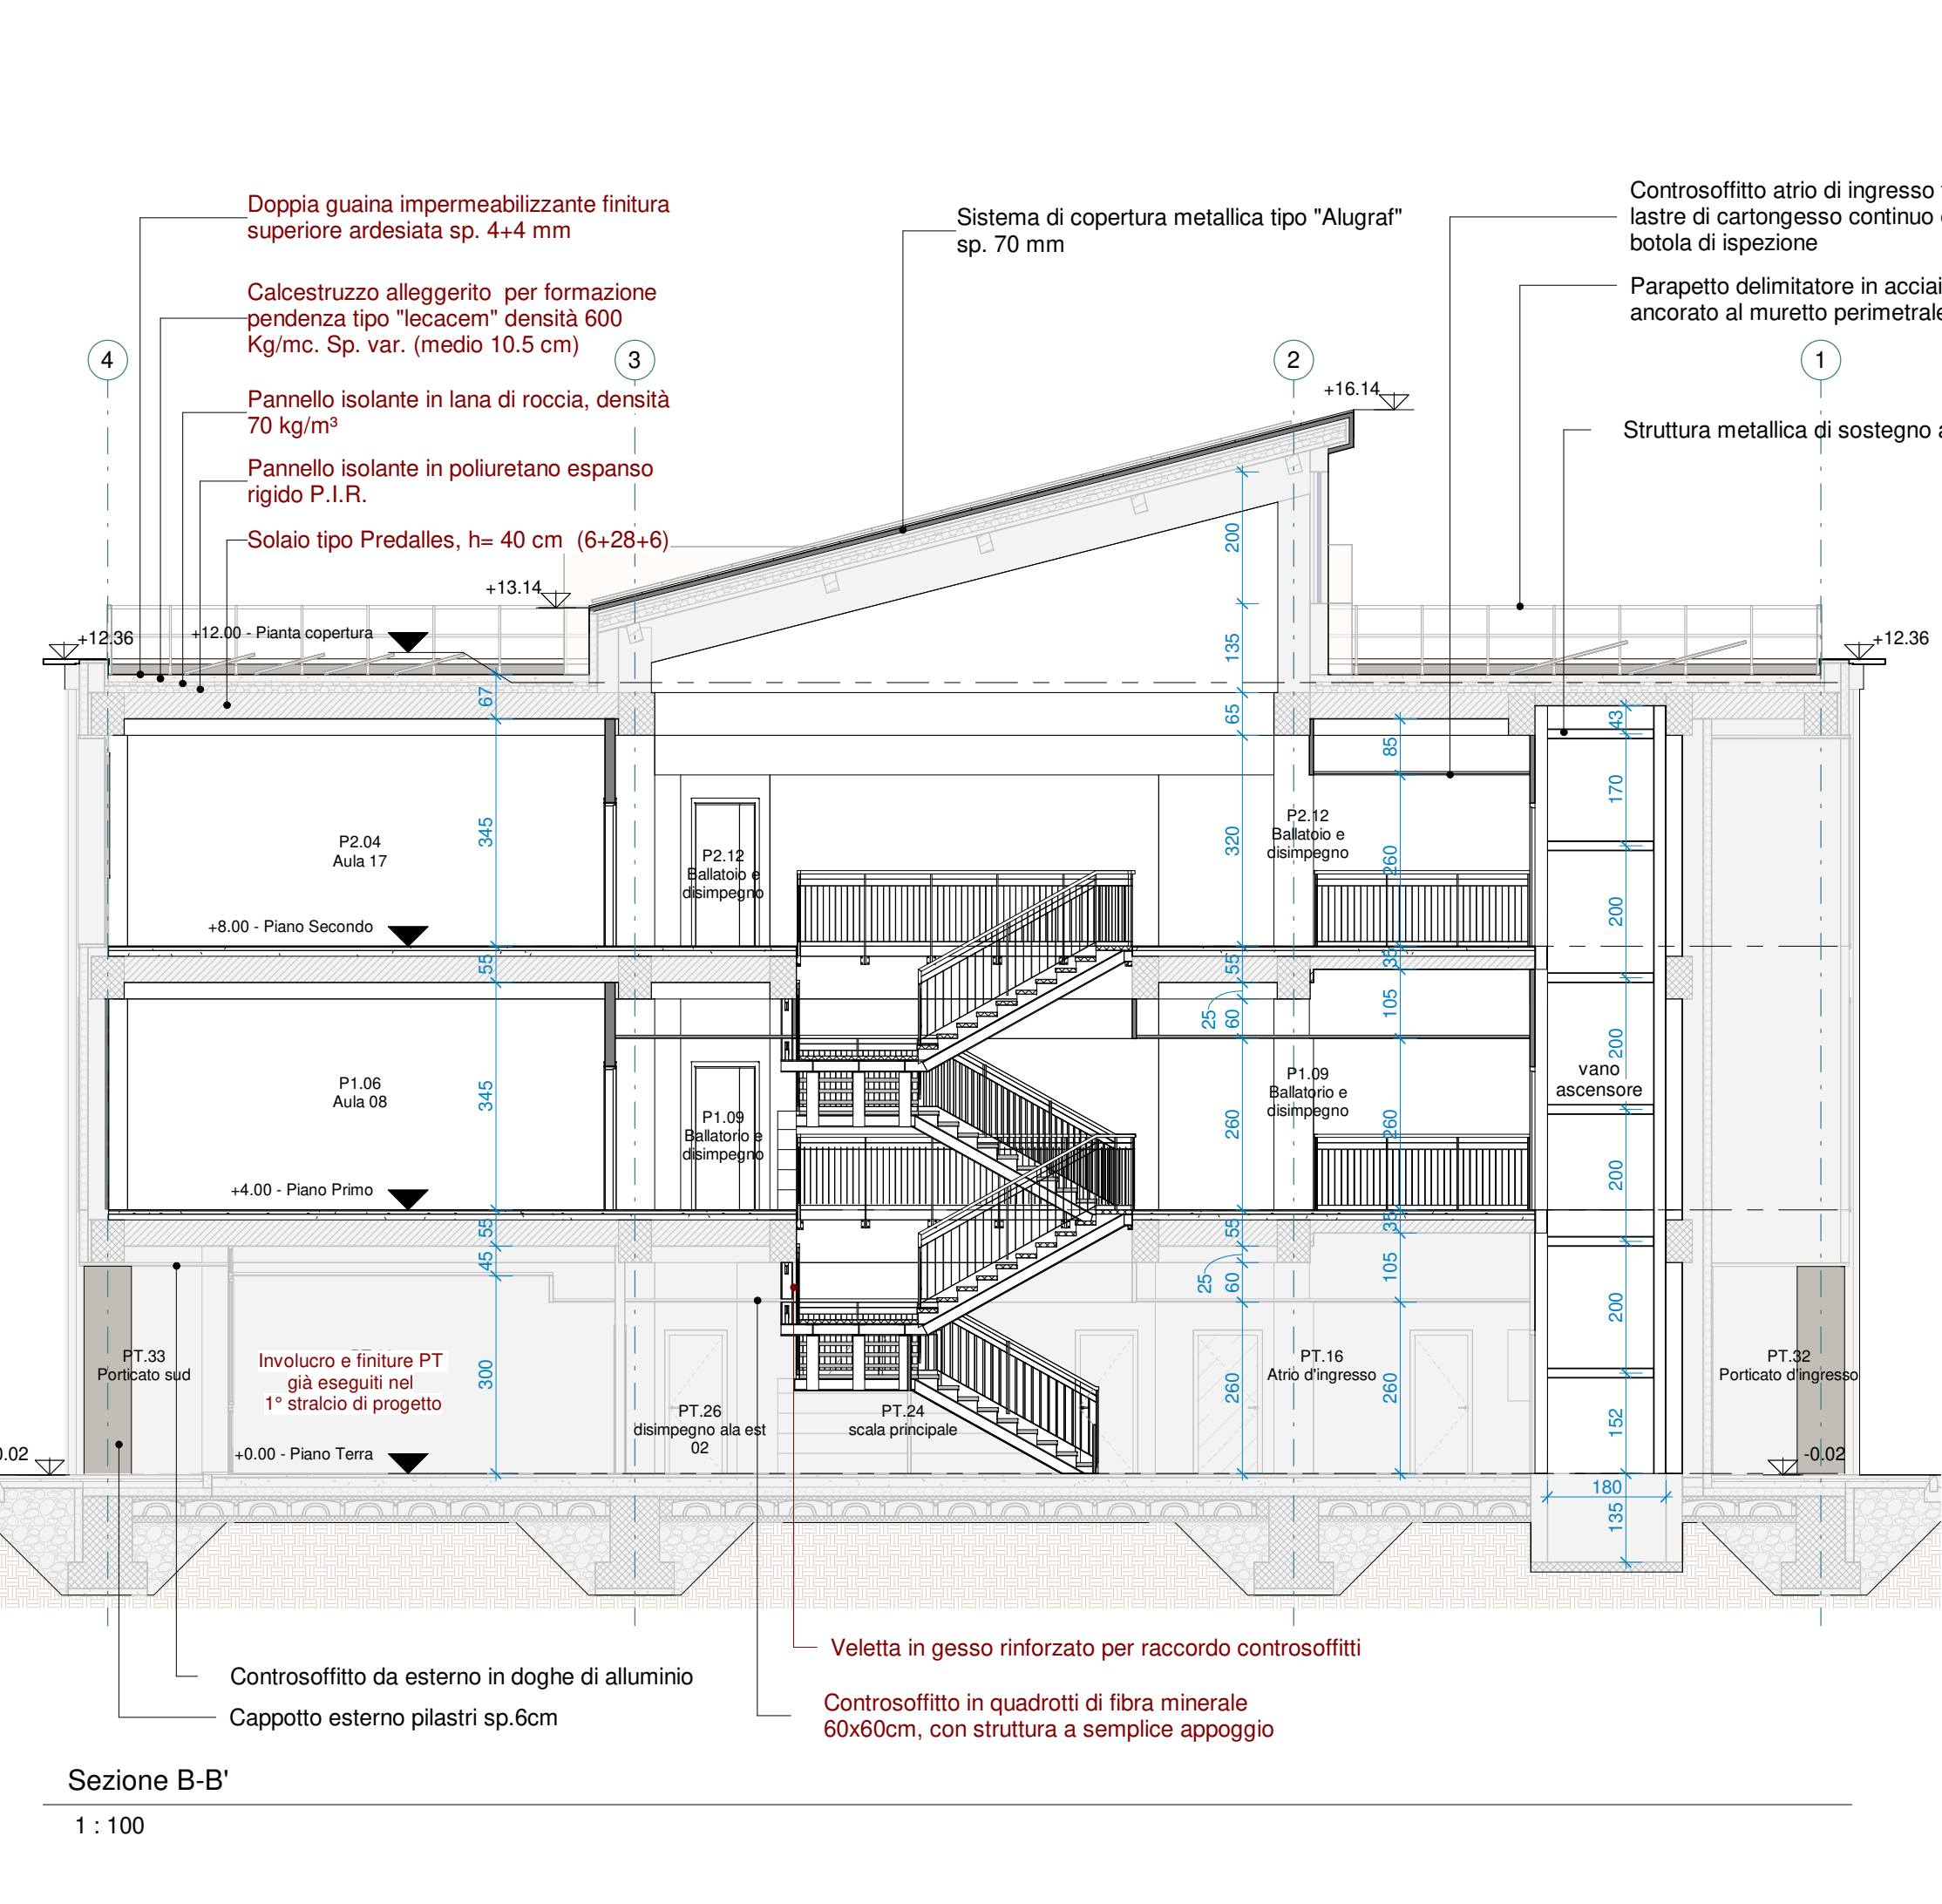 Doppia guaina impermeabilizzante finitura
superiore ardesiata sp. 4+4 mm
Calcestruzzo alleggerito per formazione
pendenza tipo "lecacem" densità 600
Kg/mc. Sp. var. (medio 10.5 cm)
Pannello isolante in lana di roccia, densità
70 kg/m³
Pannello isolante in poliuretano espanso
rigido P.I.R.
Solaio tipo Predalles, h= 40 cm (6+28+6)
Sistema di copertura metallica tipo "Alugraf"
sp. 70 mm
Controsoffitto atrio di ingresso
lastre di cartongesso continuo
botola di ispezione
Parapetto delimitatore in acciai
ancorato al muretto perimetrale
Struttura metallica di sostegno a
4
3
2
1
+16.14
+13.14
+12.36
+12.00 - Pianta copertura
+12.36
200
135
67
65
43
85
170
345
320
260
200
P2.04
Aula 17
P2.12
Ballatoio e
disimpegno
P2.12
Ballatoio e
disimpegno
+8.00 - Piano Secondo
55
55
35
25
60
105
200
vano
ascensore
P1.06
Aula 08
345
P1.09
Ballatorio e
disimpegno
260
P1.09
Ballatorio e
disimpegno
260
200
+4.00 - Piano Primo
55
45
55
35
25
60
105
200
PT.33
Porticato sud
Involucro e finiture PT
già eseguiti nel
1° stralcio di progetto
300
PT.26
disimpegno ala est
02
PT.24
scala principale
260
PT.16
Atrio d'ingresso
260
152
PT.32
Porticato d'ingresso
+0.00 - Piano Terra
0.02
-0.02
180
135
Veletta in gesso rinforzato per raccordo controsoffitti
Controsoffitto da esterno in doghe di alluminio
Controsoffitto in quadrotti di fibra minerale
60x60cm, con struttura a semplice appoggio
Cappotto esterno pilastri sp.6cm
Sezione B-B'
1 : 100